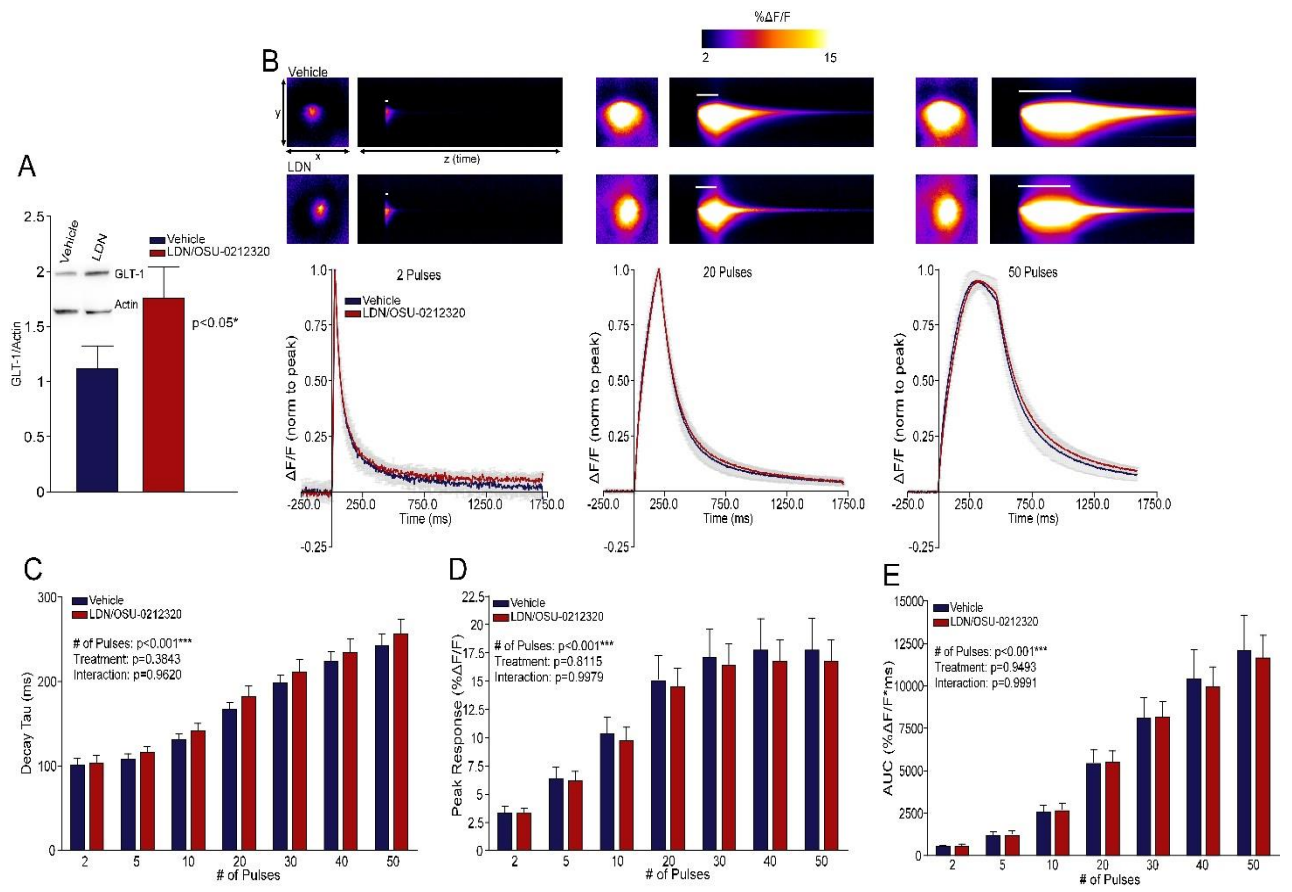 %ΔF/F
2 15
B
Vehicle
y
x
z (time)
LDN
A
2.5
2
1.5
1
0.5
0
GLT-1/Actin
Vehicle
LDN
GLT-1
Actin
Vehicle
LDN/OSU-0212320
p<0.05*
2 Pulses
Vehicle
LDN/OSU-0212320
1.0
0.75
0.50
0.25
-0.25
ΔF/F (norm to peak)
-250.0 250.0 750.0 1250.0 1750.0
Time (ms)
20 Pulses
1.0
0.75
0.50
0.25
-0.25
ΔF/F (norm to peak)
-250.0 250.0 750.0 1250.0 1750.0
Time (ms)
50 Pulses
1.0
0.75
0.50
0.25
-0.25
ΔF/F (norm to peak)
-250.0 250.0 750.0 1250.0 1750.0
Time (ms)
C
Vehicle
LDN/OSU-0212320
# of Pulses: p<0.001***
Treatment: p=0.3843
Interaction: p=0.9620
300
200
100
0
Decay Tau (ms)
2 5 10 20 30 40 50
# of Pulses
D
Vehicle
LDN/OSU-0212320
# of Pulses: p<0.001***
Treatment: p=0.8115
Interaction: p=0.9979
22.5
20
17.5
15
12.5
10
7.5
5
2.5
0
Peak Response (%ΔF/F)
2 5 10 20 30 40 50
# of Pulses
E
Vehicle
LDN/OSU-0212320
# of Pulses: p<0.001***
Treatment: p=0.9493
Interaction: p=0.9991
15000
12500
10000
7500
5000
2500
0
AUC (%ΔF/F*ms)
2 5 10 20 30 40 50
# of Pulses